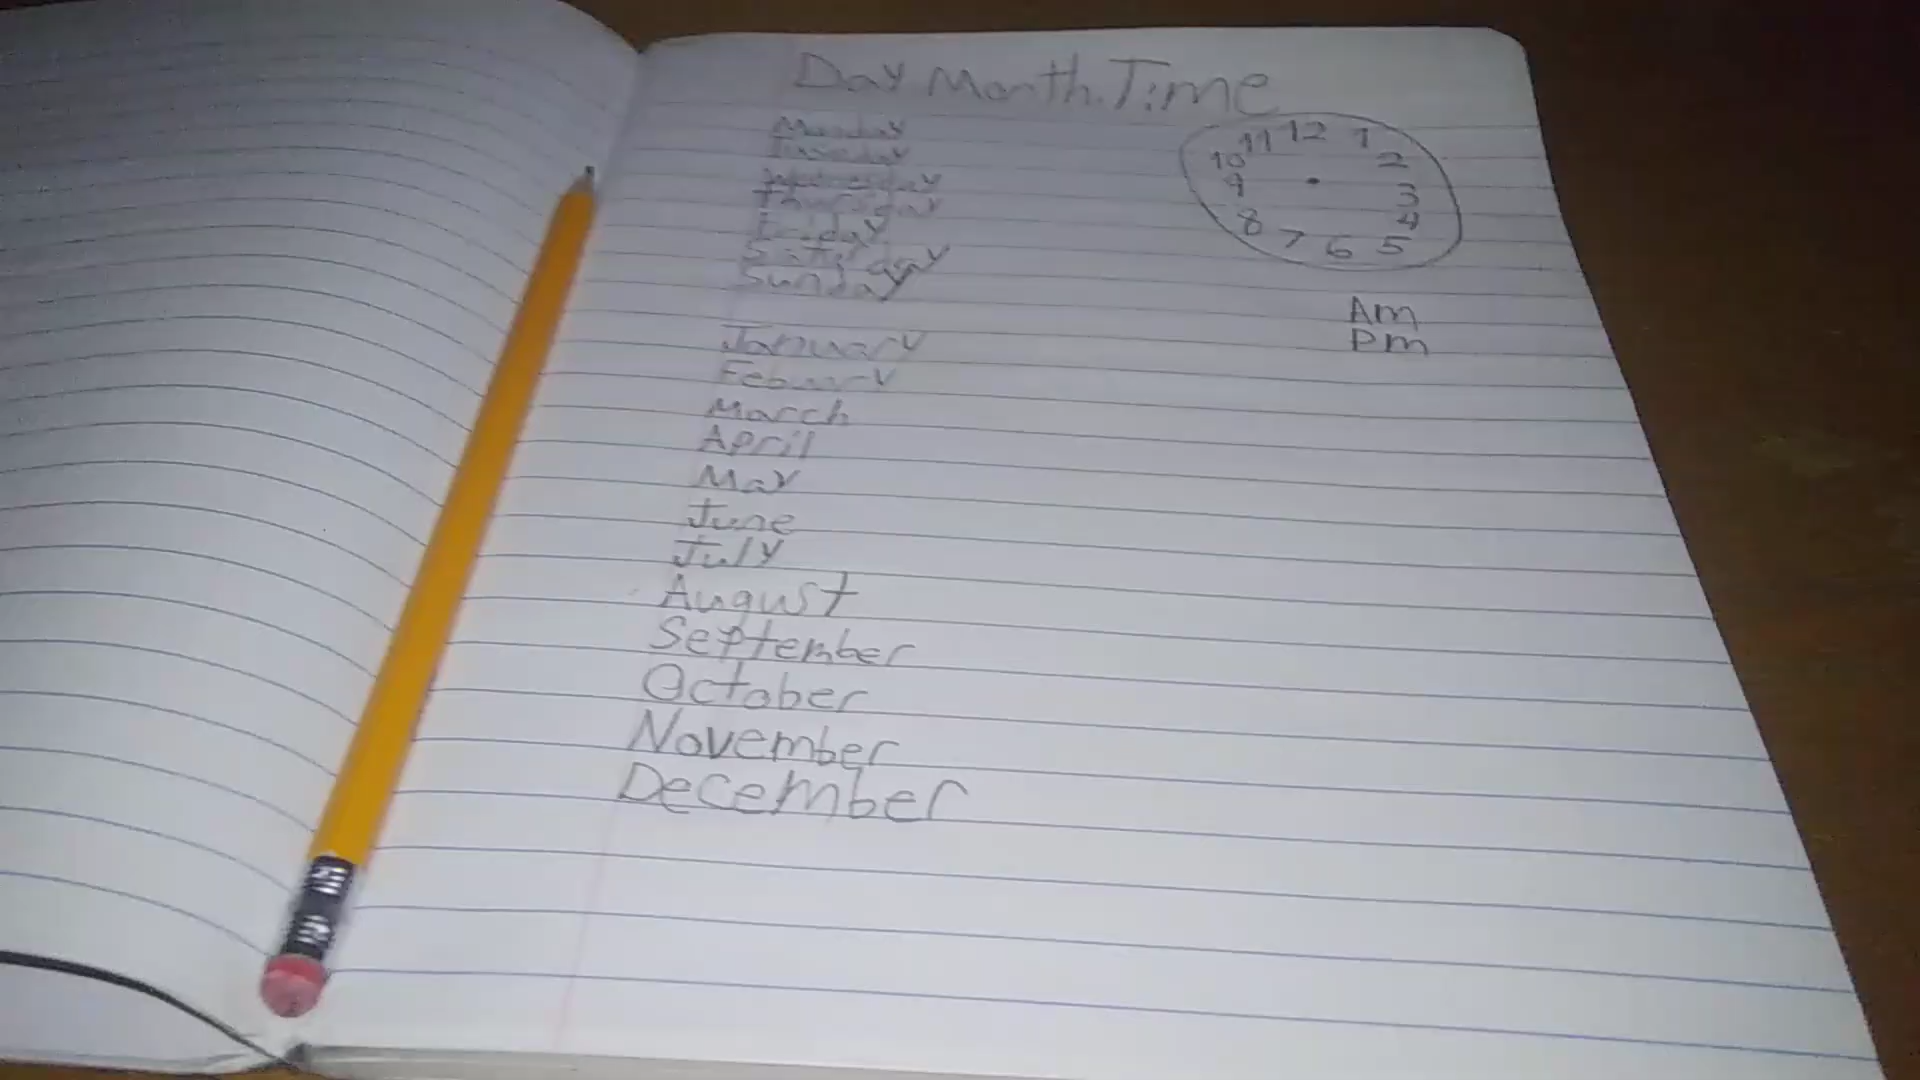 Day Month.Time
Monday
Tuesday
Wednesday
Thursday
Friday
Saturday
Sunday
January
Febuary
March
April
May
June
July
August
September
October
November
December
11 12 1
10 2
9 3
8 4
7 6 5
Am
Pm